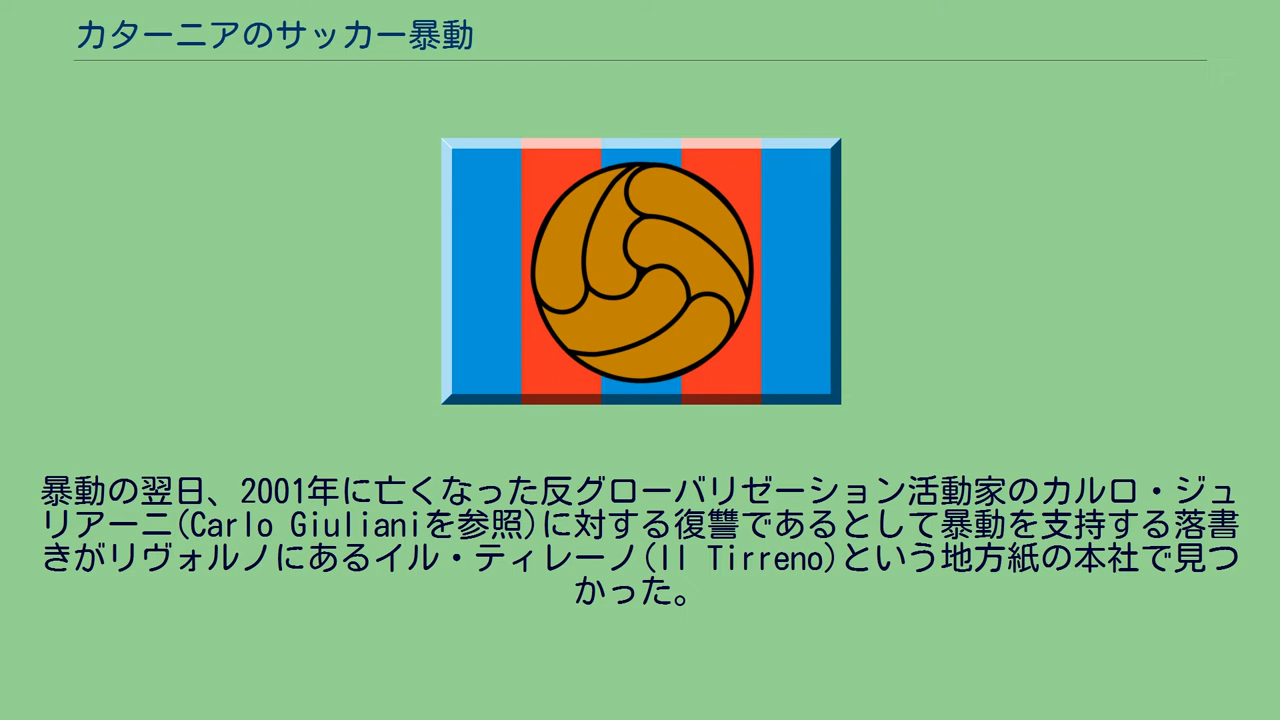 カターニアのサッカー暴動
暴動の翌日、2001年に亡くなった反グローバリゼーション活動家のカルロ・ジュ
リアーニ(Carlo Giulianiを参照)に対する復讐であるとして暴動を支持する落書
きがリヴォルノにあるイル・ティレーノ(Il Tirreno)という地方紙の本社で見つ
かった。